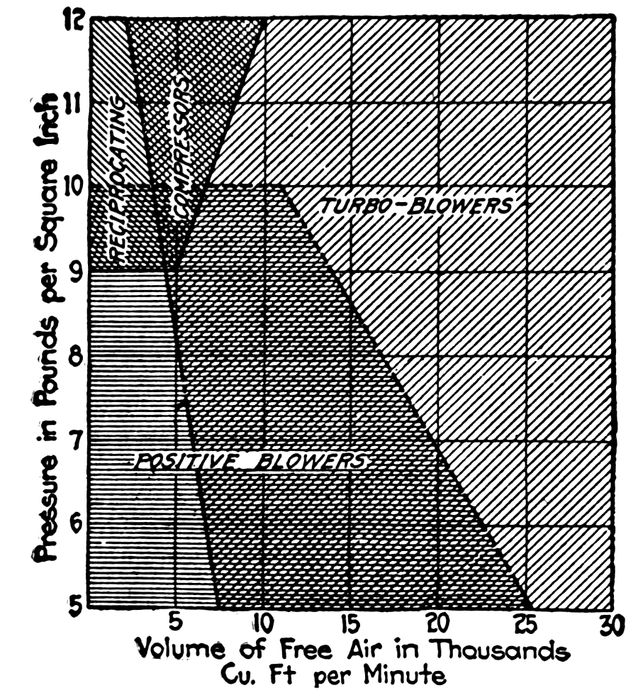 12
11
10
9
8
7
6
5
Pressure in Pounds per Square Inch
RECIPROCATING
COMPRESSORS
TURBO-BLOWERS
POSITIVE BLOWERS
5 10 15 20 25 30
Volume of Free Air in Thousands
Cu. Ft per Minute